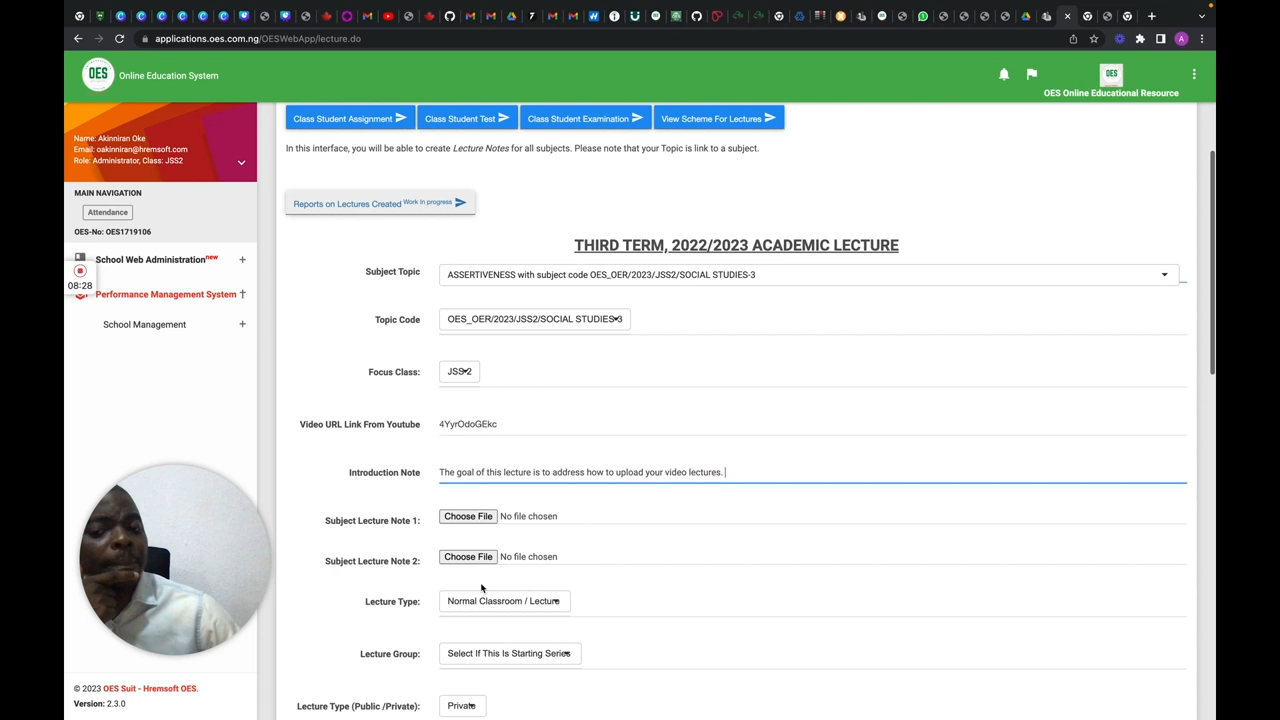 applications.oes.com.ng/OESWebApp/lecture.do
A
OES
Online Education System
OES
OES Online Educational Resource
Name: Akinniran Oke
Email: oakinniran@hremsoft.com
Role: Administrator, Class: JSS2
MAIN NAVIGATION
Attendance
OES-No: OES1719106
School Web Administration new +
08:28
Performance Management System
School Management +
© 2023 OES Suit - Hremsoft OES.
Version: 2.3.0
Class Student Assignment
Class Student Test
Class Student Examination
View Scheme For Lectures
In this interface, you will be able to create Lecture Notes for all subjects. Please note that your Topic is link to a subject.
Reports on Lectures Created Work In progress
THIRD TERM, 2022/2023 ACADEMIC LECTURE
Subject Topic ASSERTIVENESS with subject code OES_OER/2023/JSS2/SOCIAL STUDIES-3
Topic Code OES_OER/2023/JSS2/SOCIAL STUDIES-3
Focus Class: JSS 2
Video URL Link From Youtube 4YyrOdoGEkc
Introduction Note The goal of this lecture is to address how to upload your video lectures.
Subject Lecture Note 1: Choose File No file chosen
Subject Lecture Note 2: Choose File No file chosen
Lecture Type: Normal Classroom / Lecture
Lecture Group: Select If This Is Starting Series
Lecture Type (Public /Private): Private